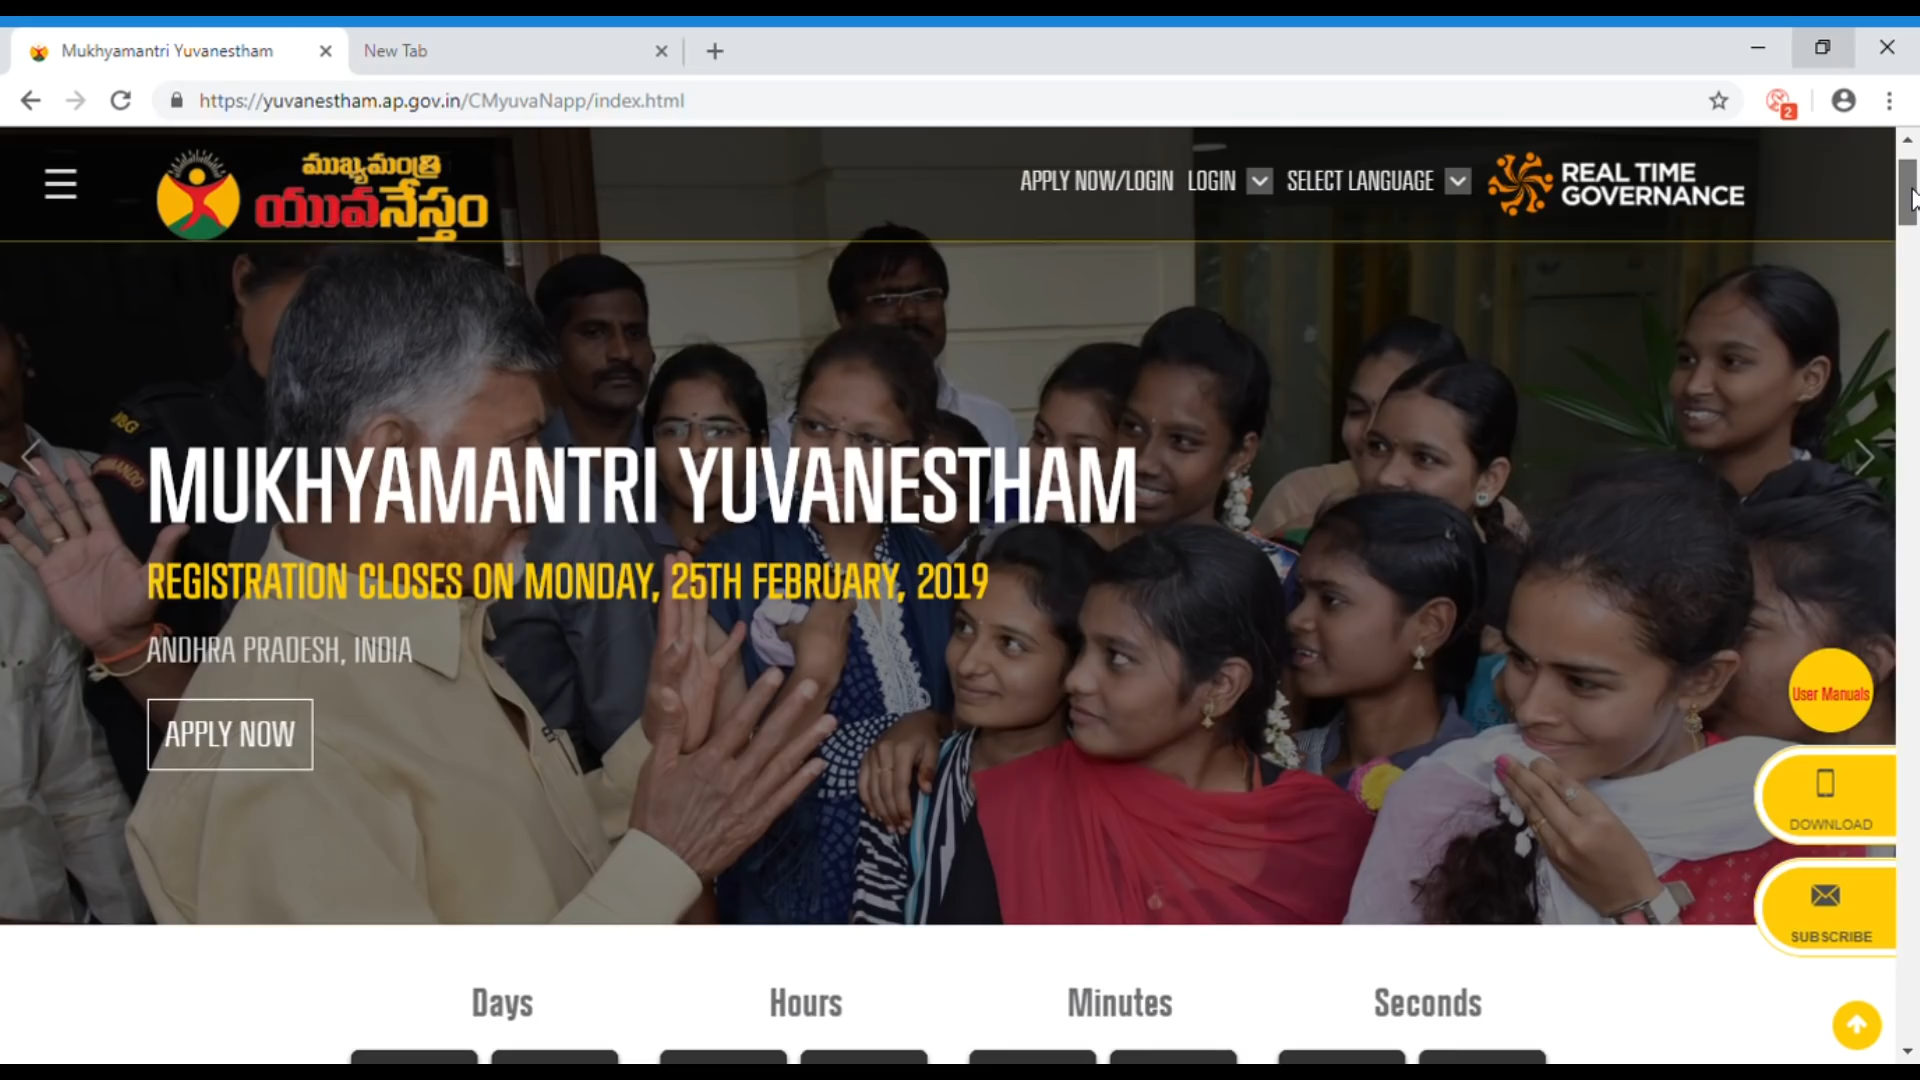 Mukhyamantri Yuvanestham
New Tab
https://yuvanestham.ap.gov.in/CMyuvaNapp/index.html
2
ముఖ్యమంత్రి
యువనేస్తం
APPLY NOW/LOGIN LOGIN SELECT LANGUAGE
REAL TIME
GOVERNANCE
MUKHYAMANTRI YUVANESTHAM
REGISTRATION CLOSES ON MONDAY, 25TH FEBRUARY, 2019
ANDHRA PRADESH, INDIA
APPLY NOW
User Manuals
DOWNLOAD
SUBSCRIBE
Days Hours Minutes Seconds